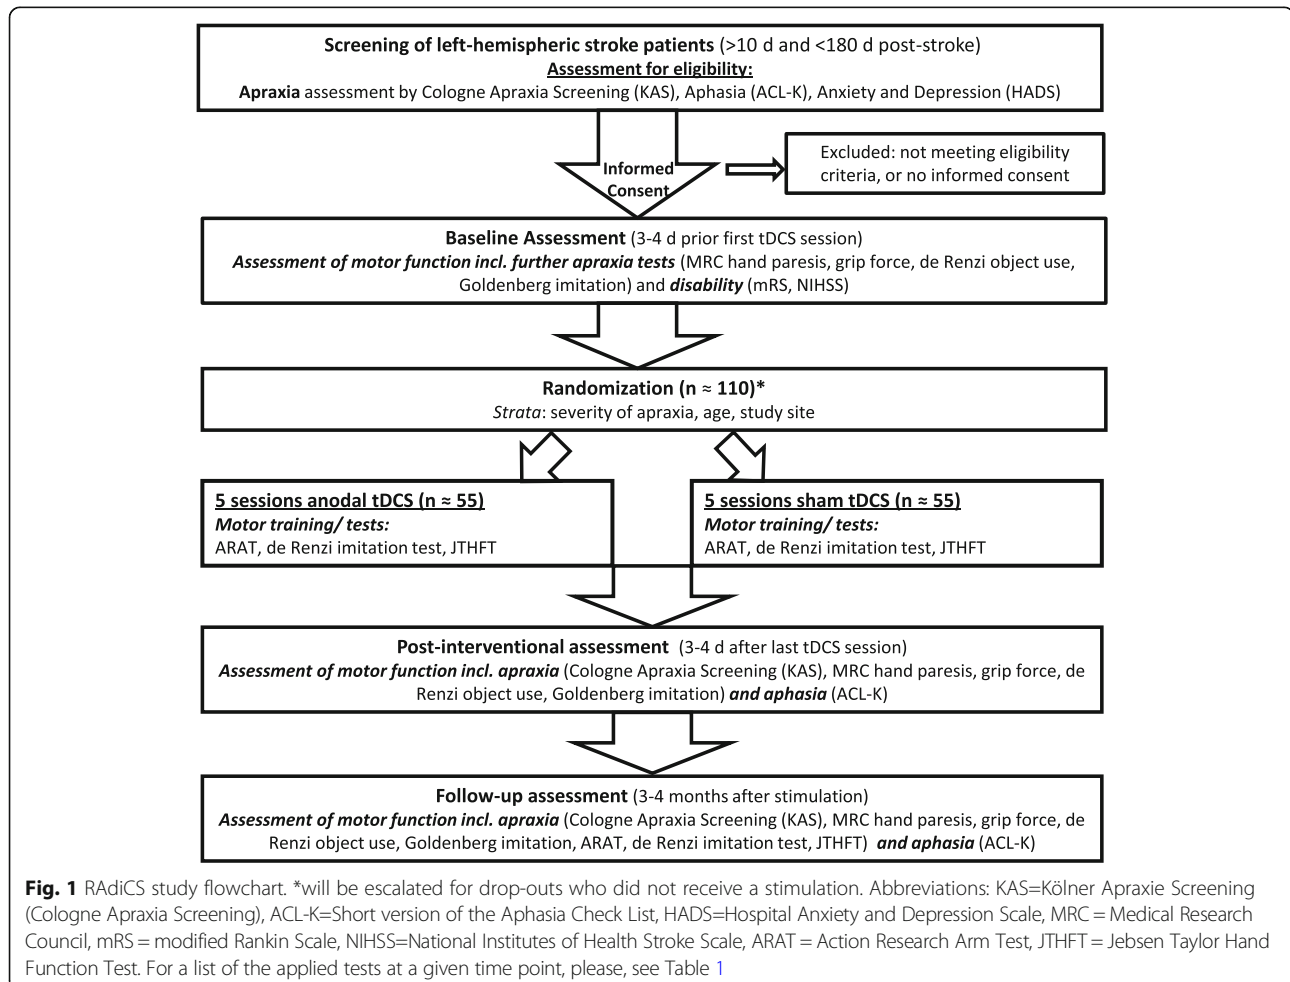 Screening of left-hemispheric stroke patients (>10 d and <180 d post-stroke)
Assessment for eligibility:
Apraxia assessment by Cologne Apraxia Screening (KAS), Aphasia (ACL-K), Anxiety and Depression (HADS)
Informed
Consent
Excluded: not meeting eligibility
criteria, or no informed consent
Baseline Assessment (3-4 d prior first tDCS session)
Assessment of motor function incl. further apraxia tests (MRC hand paresis, grip force, de Renzi object use,
Goldenberg imitation) and disability (mRS, NIHSS)
Randomization (n ≈ 110)*
Strata: severity of apraxia, age, study site
5 sessions anodal tDCS (n ≈ 55)
Motor training/ tests:
ARAT, de Renzi imitation test, JTHFT
5 sessions sham tDCS (n ≈ 55)
Motor training/ tests:
ARAT, de Renzi imitation test, JTHFT
Post-interventional assessment (3-4 d after last tDCS session)
Assessment of motor function incl. apraxia (Cologne Apraxia Screening (KAS), MRC hand paresis, grip force, de
Renzi object use, Goldenberg imitation) and aphasia (ACL-K)
Follow-up assessment (3-4 months after stimulation)
Assessment of motor function incl. apraxia (Cologne Apraxia Screening (KAS), MRC hand paresis, grip force, de
Renzi object use, Goldenberg imitation, ARAT, de Renzi imitation test, JTHFT) and aphasia (ACL-K)
Fig. 1 RAdiCS study flowchart. *will be escalated for drop-outs who did not receive a stimulation. Abbreviations: KAS=Kölner Apraxie Screening
(Cologne Apraxia Screening), ACL-K=Short version of the Aphasia Check List, HADS=Hospital Anxiety and Depression Scale, MRC = Medical Research
Council, mRS = modified Rankin Scale, NIHSS=National Institutes of Health Stroke Scale, ARAT = Action Research Arm Test, JTHFT = Jebsen Taylor Hand
Function Test. For a list of the applied tests at a given time point, please, see Table 1